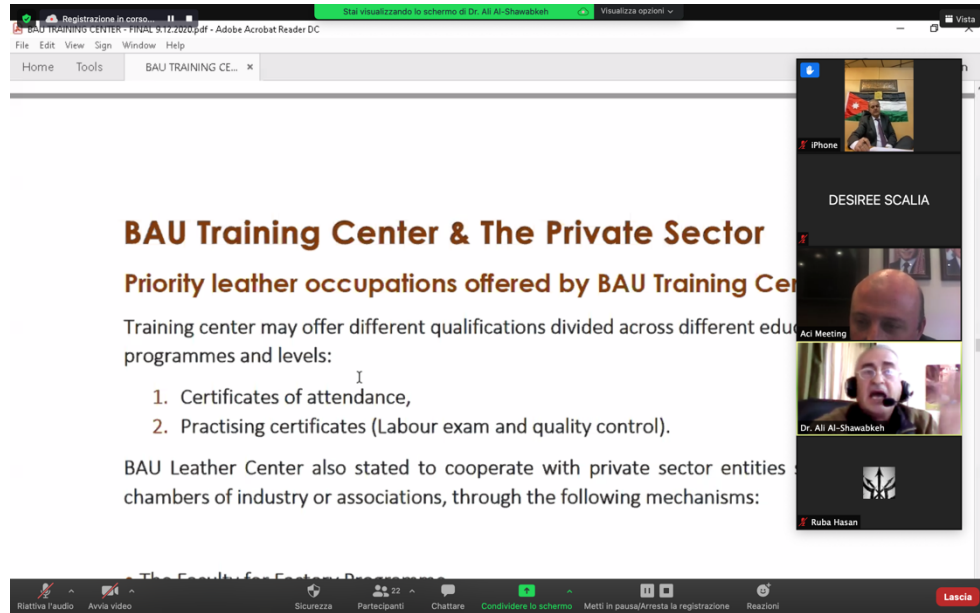 Registrazione in corso...
Stai visualizzando lo schermo di Dr. Ali Al-Shawabkeh
Visualizza opzioni
Vista
BAU TRAINING CENTER - FINAL 9.12.2020.pdf - Adobe Acrobat Reader DC
File Edit View Sign Window Help
Home Tools BAU TRAINING CE... ×
iPhone
DESIREE SCALIA
Aci Meeting
Dr. Ali Al-Shawabkeh
Ruba Hasan
BAU Training Center & The Private Sector
Priority leather occupations offered by BAU Training Cen
Training center may offer different qualifications divided across different educ
programmes and levels:
1. Certificates of attendance,
2. Practising certificates (Labour exam and quality control).
BAU Leather Center also stated to cooperate with private sector entities s
chambers of industry or associations, through the following mechanisms:
• The Faculty for Factory Programme
Riattiva l'audio Avvia video Sicurezza 22 Partecipanti Chattare Condividere lo schermo Metti in pausa/Arresta la registrazione Reazioni Lascia